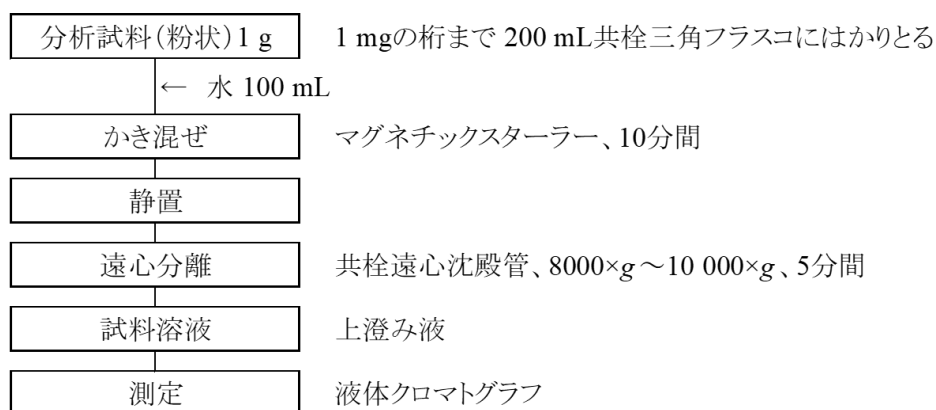 分析試料(粉状)1 g 1 mgの桁まで 200 mL共栓三角フラスコにはかりとる
← 水 100 mL
かき混ぜ マグネチックスターラー、10分間
静置
遠心分離 共栓遠心沈殿管、8000×g~10 000×g、5分間
試料溶液 上澄み液
測定 液体クロマトグラフ